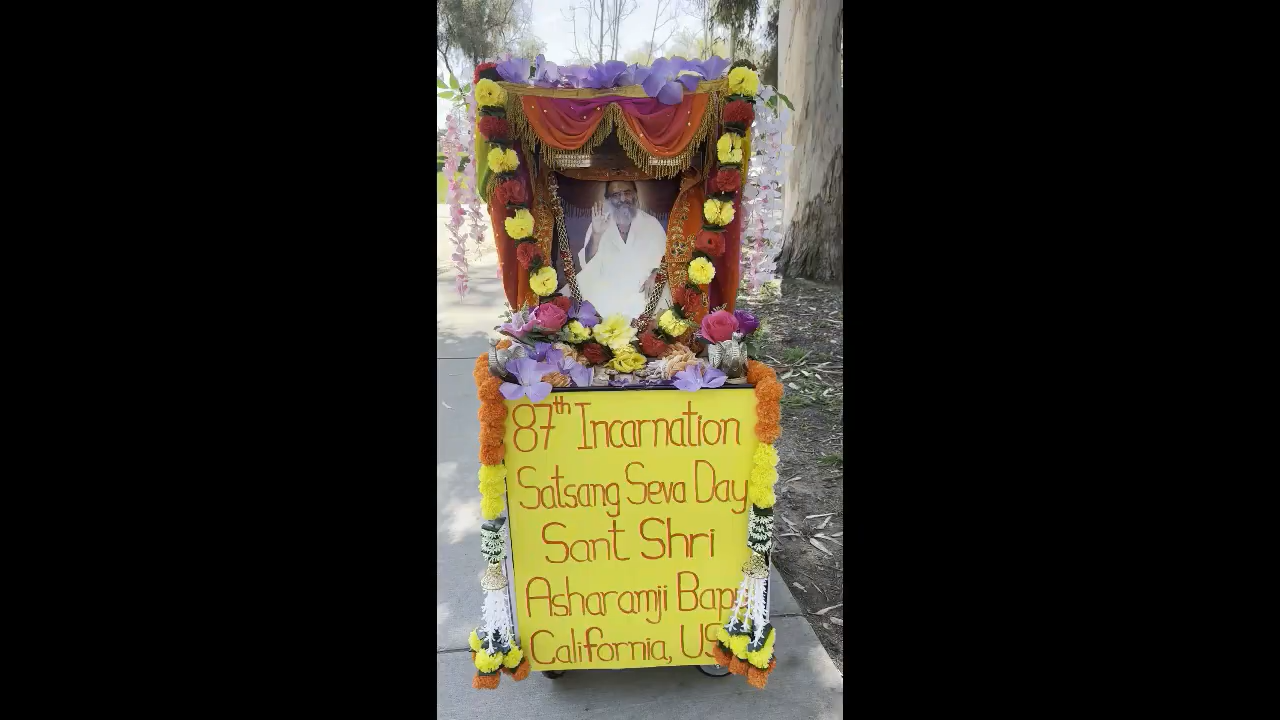 87th Incarnation
Satsang Seva Day
Sant Shri
Asharamji Bap
California, US